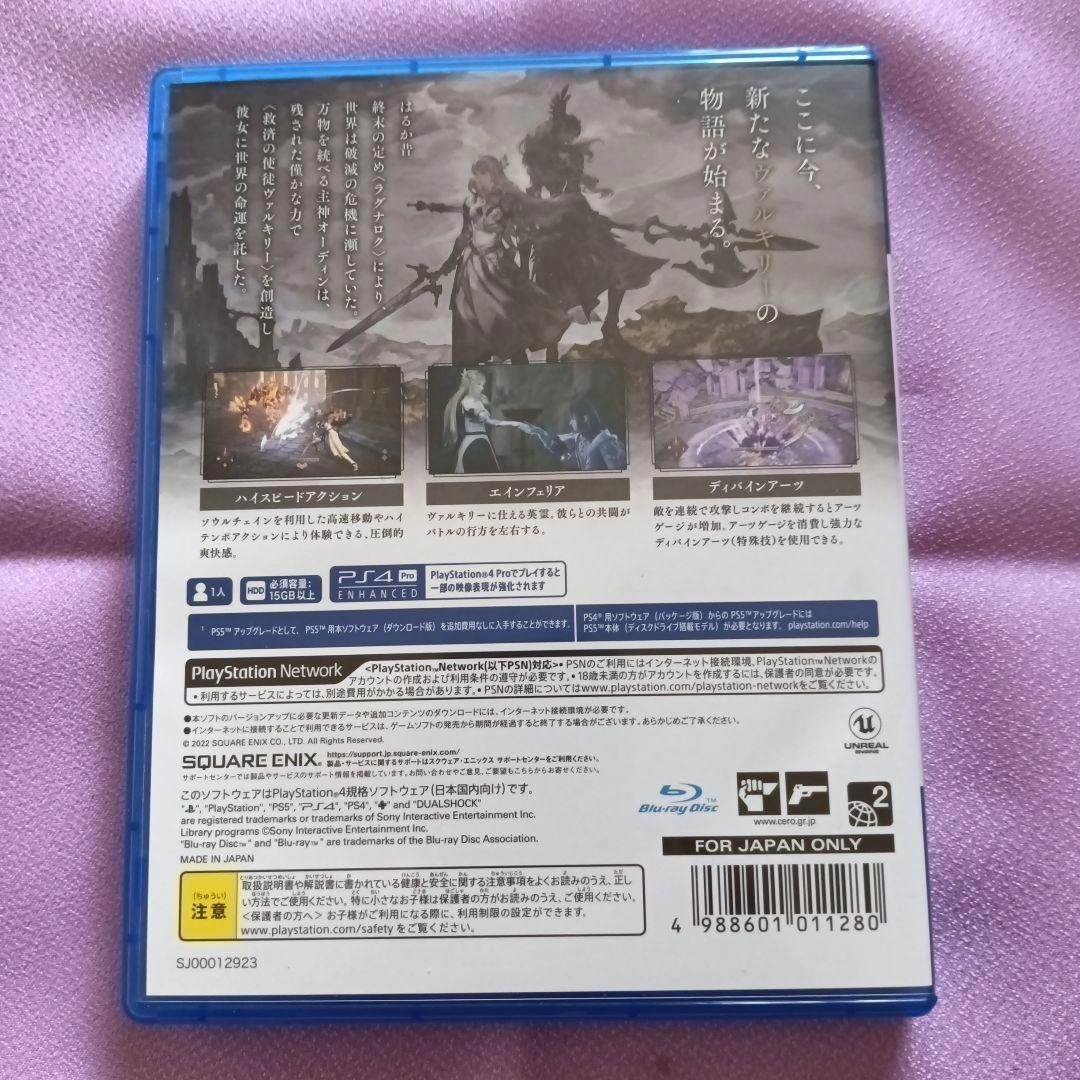 ここに今、
新たなヴァルキリーの
物語が始まる。
はるか昔
終末の定め〈ラグナロク〉により、
世界は破滅の危機に瀕していた。
万物を統べる主神オーディンは、
残された僅かな力で
〈救済の使徒ヴァルキリー〉を創造し
彼女に世界の命運を託した。
ハイスピードアクション
ソウルチェインを利用した高速移動やハイ
テンポアクションにより体験できる、圧倒的
爽快感。
エインフェリア
ヴァルキリーに仕える英霊。彼らとの共闘が
バトルの行方を左右する。
ディバインアーツ
敵を連続で攻撃しコンボを継続するとアーツ
ゲージが増加。アーツゲージを消費し強力な
ディバインアーツ(特殊技)を使用できる。
1人
HDD 必須容量:
15GB以上
PS4 Pro
ENHANCED
PlayStation®4 Proでプレイすると
一部の映像表現が強化されます
¹ PS5™アップグレードとして、PS5™用本ソフトウェア(ダウンロード版)を追加費用なしに入手することができます。
PS4®用ソフトウェア(パッケージ版)からのPS5™アップグレードには
PS5™本体(ディスクドライブ搭載モデル)が必要となります。playstation.com/help
PlayStation Network
<PlayStation™Network(以下PSN)対応>• PSNのご利用にはインターネット接続環境、PlayStation™Networkの
アカウントの作成および利用条件の遵守が必要です。• 18歳未満の方がアカウントを作成するには、保護者の同意が必要です。
• 利用するサービスによっては、別途費用がかかる場合があります。• PSNの詳細についてはwww.playstation.com/playstation-networkをご覧ください。
●本ソフトのバージョンアップに必要な更新データや追加コンテンツのダウンロードには、インターネット接続環境が必要です。
●インターネットに接続することで利用できるサービスは、ゲームソフトの発売から期間が経過すると終了する場合がございます。あらかじめご了承ください。
© 2022 SQUARE ENIX CO., LTD. All Rights Reserved.
SQUARE ENIX®
https://support.jp.square-enix.com/
製品・サービスに関するサポートはスクウェア・エニックス サポートセンターをご利用ください。
サポートセンターでは製品やサービスのサポート情報を掲載しています。お問い合わせやご意見、ご要望もこちらからお寄せください。
UNREAL
ENGINE
このソフトウェアはPlayStation®4規格ソフトウェア(日本国内向け)です。
" ", "PlayStation", "PS5", "PS4", "PS4", " " and "DUALSHOCK"
are registered trademarks or trademarks of Sony Interactive Entertainment Inc.
Library programs ©Sony Interactive Entertainment Inc.
"Blu-ray Disc™" and "Blu-ray™" are trademarks of the Blu-ray Disc Association.
MADE IN JAPAN
Blu-ray Disc™
www.cero.gr.jp
2
FOR JAPAN ONLY
(ちゅうい)
注意
取扱説明書や解説書に書かれている健康と安全に関する注意事項をよくお読みのうえ、正し
い方法でご使用ください。特に小さなお子様は保護者の方がお読みのうえ、ご使用ください。
<保護者の方へ> お子様がご利用になる際に、利用制限の設定ができます。
www.playstation.com/safety をご覧ください。
4 988601 011280
SJ00012923